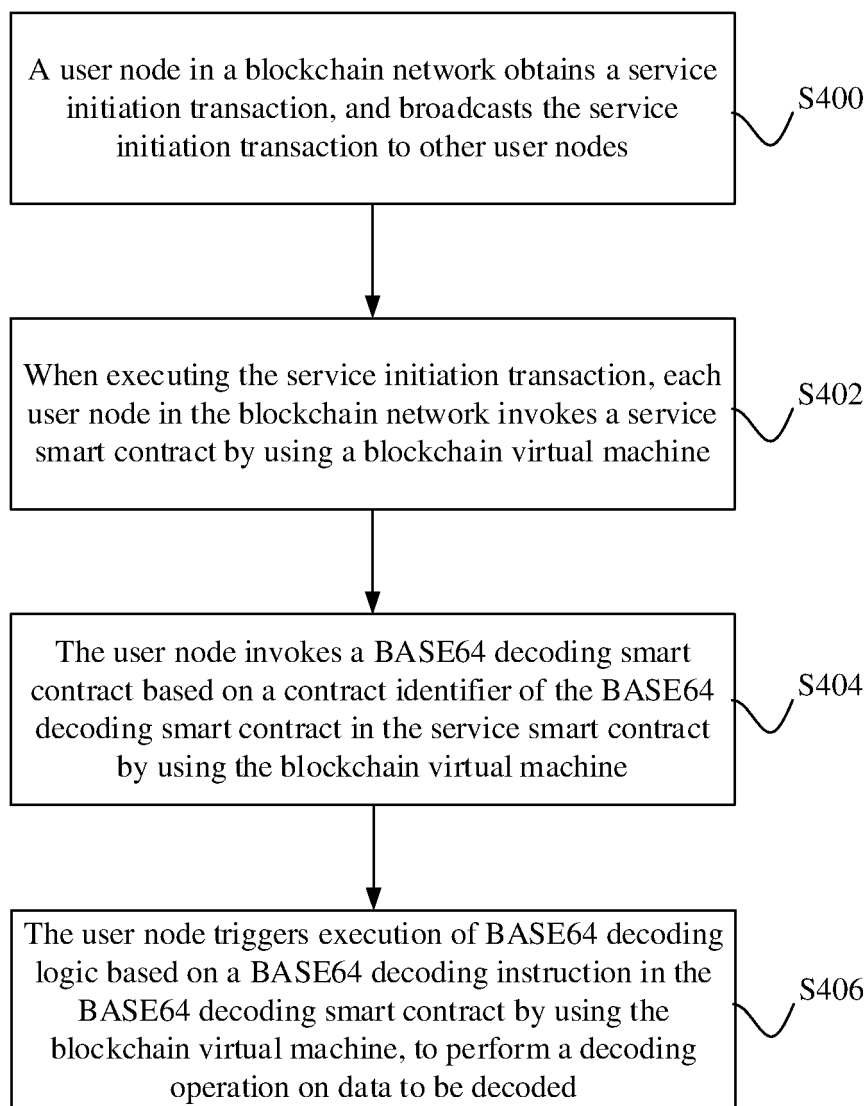 A user node in a blockchain network obtains a service
initiation transaction, and broadcasts the service
initiation transaction to other user nodes
S400
When executing the service initiation transaction, each
user node in the blockchain network invokes a service
smart contract by using a blockchain virtual machine
S402
The user node invokes a BASE64 decoding smart
contract based on a contract identifier of the BASE64
decoding smart contract in the service smart contract
by using the blockchain virtual machine
S404
The user node triggers execution of BASE64 decoding
logic based on a BASE64 decoding instruction in the
BASE64 decoding smart contract by using the
blockchain virtual machine, to perform a decoding
operation on data to be decoded
S406